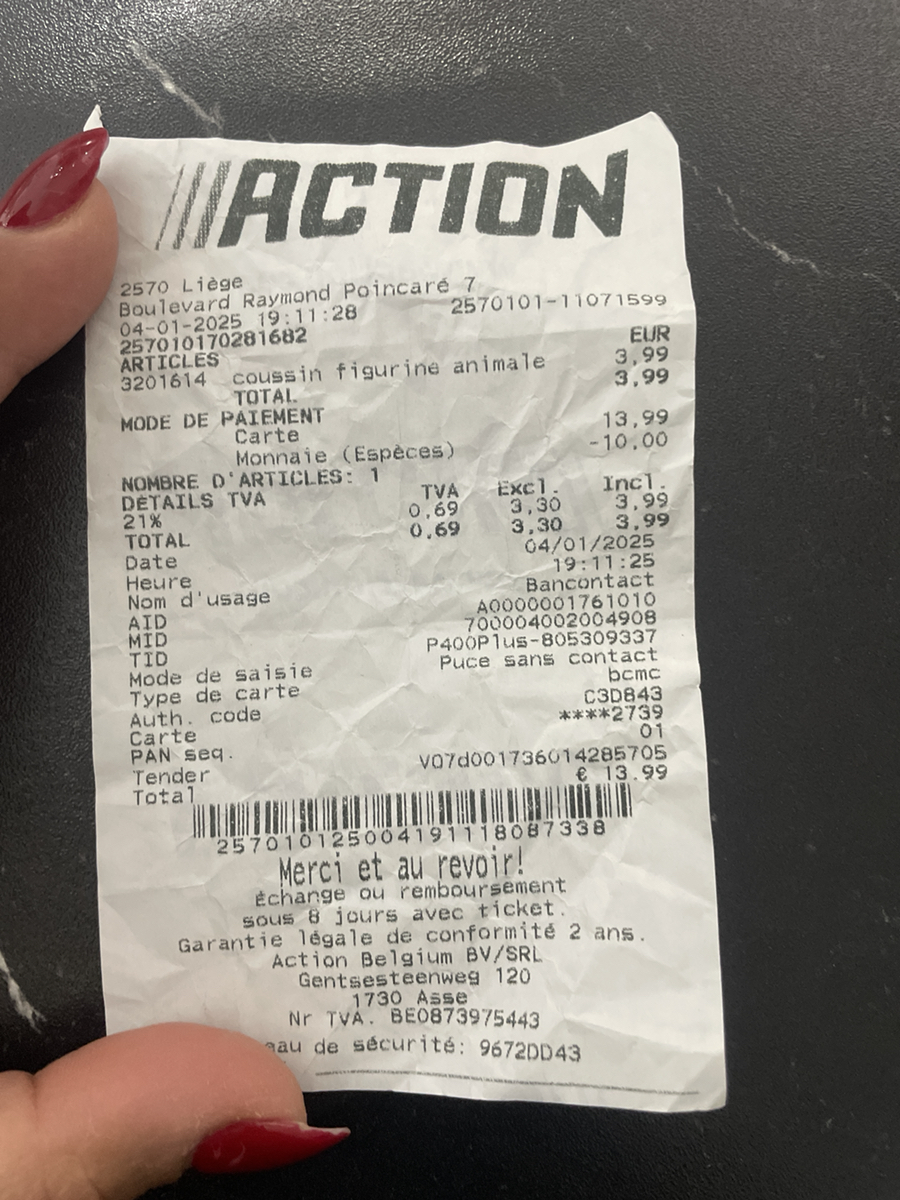 ACTION
2570 Liège
Boulevard Raymond Poincaré 7
04-01-2025 19:11:28 2570101-11071599
257010170281682
ARTICLES EUR
3201614 coussin figurine animale 3,99
TOTAL 3,99
MODE DE PAIEMENT
Carte 13,99
Monnaie (Espèces) -10,00
NOMBRE D'ARTICLES: 1
DÉTAILS TVA TVA Excl. Incl.
21% 0,69 3,30 3,99
TOTAL 0,69 3,30 3,99
Date 04/01/2025
Heure 19:11:25
Nom d'usage Bancontact
AID A0000001761010
MID 700004002004908
TID P400Plus-805309337
Mode de saisie Puce sans contact
Type de carte bcmc
Auth. code C3D843
Carte ****2739
PAN seq. 01
Tender V07d001736014285705
Total € 13.99
257010125004191118087338
Merci et au revoir!
Échange ou remboursement
sous 8 jours avec ticket.
Garantie légale de conformité 2 ans.
Action Belgium BV/SRL
Gentsesteenweg 120
1730 Asse
Nr TVA. BE0873975443
de sécurité: 9672DD43